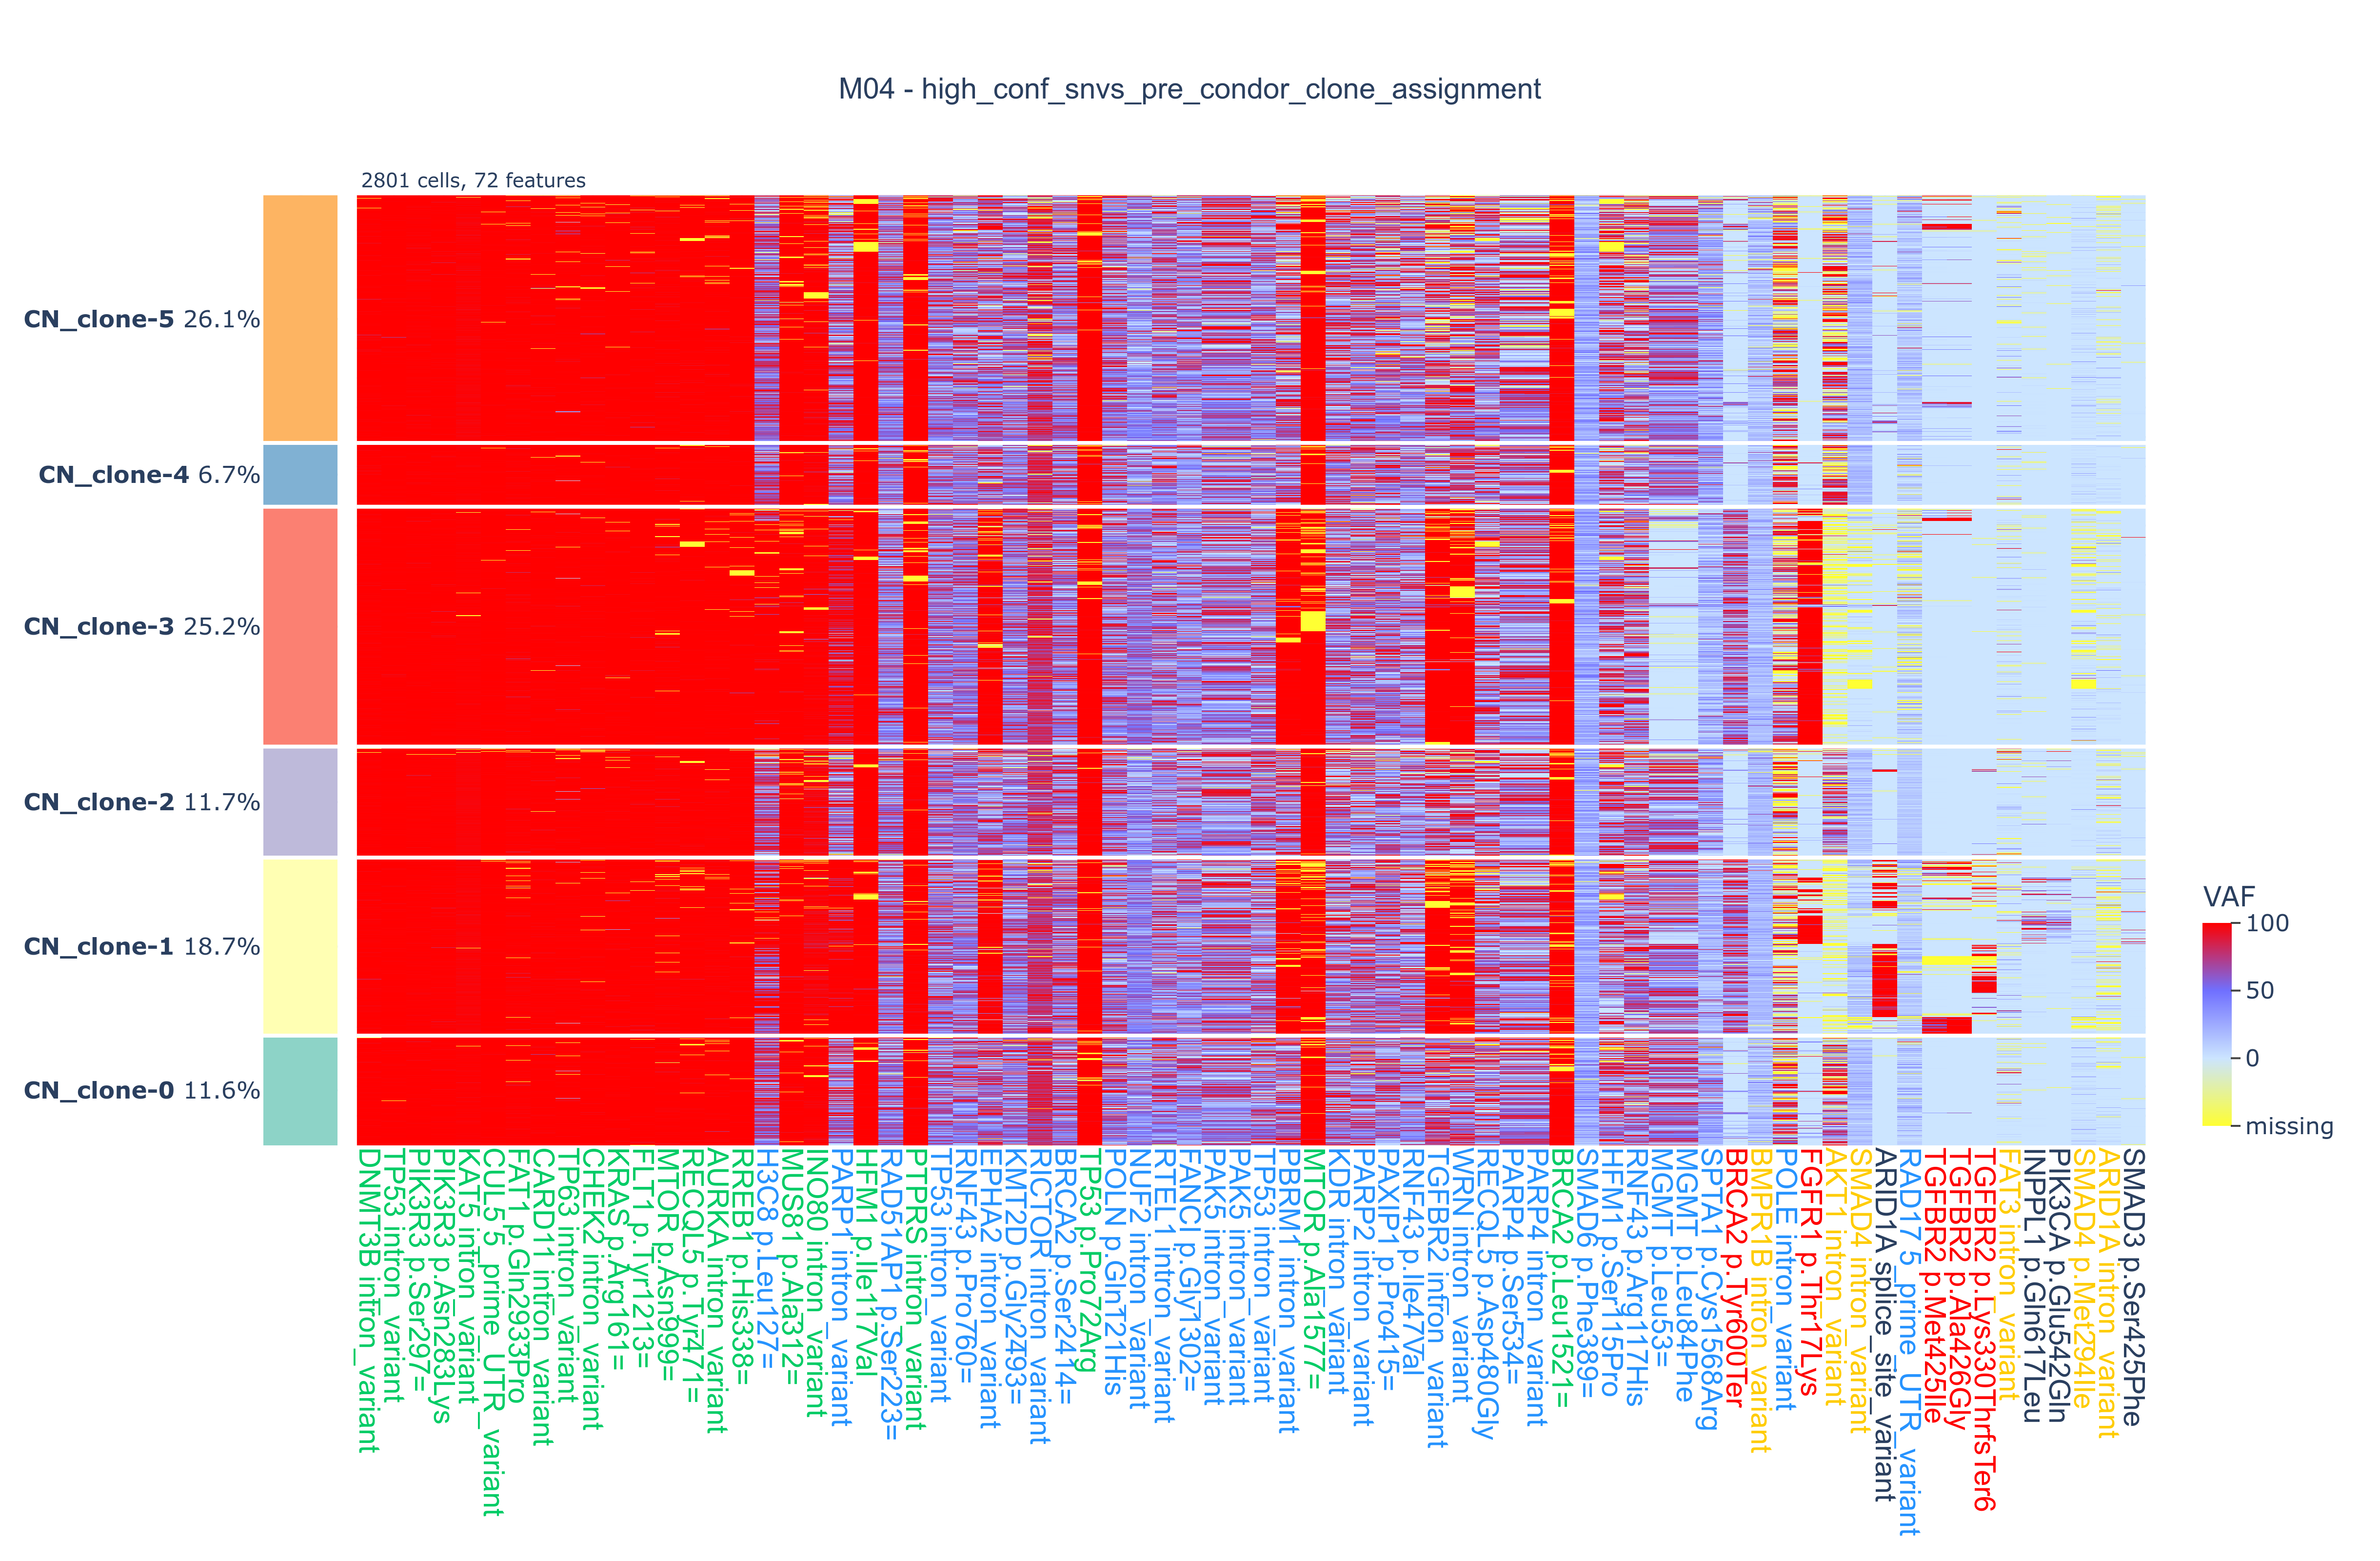 M04 - high_conf_snvs_pre_condor_clone_assignment
2801 cells, 72 features
CN_clone-5 26.1%
CN_clone-4 6.7%
CN_clone-3 25.2%
CN_clone-2 11.7%
CN_clone-1 18.7%
CN_clone-0 11.6%
VAF
100
50
0
missing
DNMT3B intron_variant
TP53 intron_variant
PIK3R3 p.Ser297=
PIK3R3 p.Asn283Lys
KAT5 intron_variant
CUL5 5_prime_UTR_variant
FAT1 p.Gln2933Pro
CARD11 intron_variant
TP63 intron_variant
CHEK2 intron_variant
KRAS p.Arg161=
FLT1 p.Tyr1213=
MTOR p.Asn999=
RECQL5 p.Tyr471=
AURKA intron_variant
RREB1 p.His338=
H3C8 p.Leu127=
MUS81 p.Ala312=
INO80 intron_variant
PARP1 intron_variant
HFM1 p.Ile117Val
RAD51AP1 p.Ser223=
PTPRS intron_variant
TP53 intron_variant
RNF43 p.Pro760=
EPHA2 intron_variant
KMT2D p.Gly2493=
RICTOR intron_variant
BRCA2 p.Ser2414=
TP53 p.Pro72Arg
POLN p.Gln121His
NUF2 intron_variant
RTEL1 intron_variant
FANCI p.Gly1302=
PAK5 intron_variant
PAK5 intron_variant
TP53 intron_variant
PBRM1 intron_variant
MTOR p.Ala1577=
KDR intron_variant
PARP2 intron_variant
PAXIP1 p.Pro415=
RNF43 p.Ile47Val
TGFBR2 intron_variant
WRN intron_variant
RECQL5 p.Asp480Gly
PARP4 p.Ser534=
PARP4 intron_variant
BRCA2 p.Leu1521=
SMAD6 p.Phe389=
HFM1 p.Ser115Pro
RNF43 p.Arg117His
MGMT p.Leu53=
MGMT p.Leu84Phe
SPTA1 p.Cys1568Arg
BRCA2 p.Tyr600Ter
BMPR1B intron_variant
POLE intron_variant
FGFR1 p.Thr17Lys
AKT1 intron_variant
SMAD4 intron_variant
ARID1A splice_site_variant
RAD17 5_prime_UTR_variant
TGFBR2 p.Met425Ile
TGFBR2 p.Ala426Gly
TGFBR2 p.Lys330ThrfsTer6
FAT3 intron_variant
INPPL1 p.Gln617Leu
PIK3CA p.Glu542Gln
SMAD4 p.Met294Ile
ARID1A intron_variant
SMAD3 p.Ser425Phe